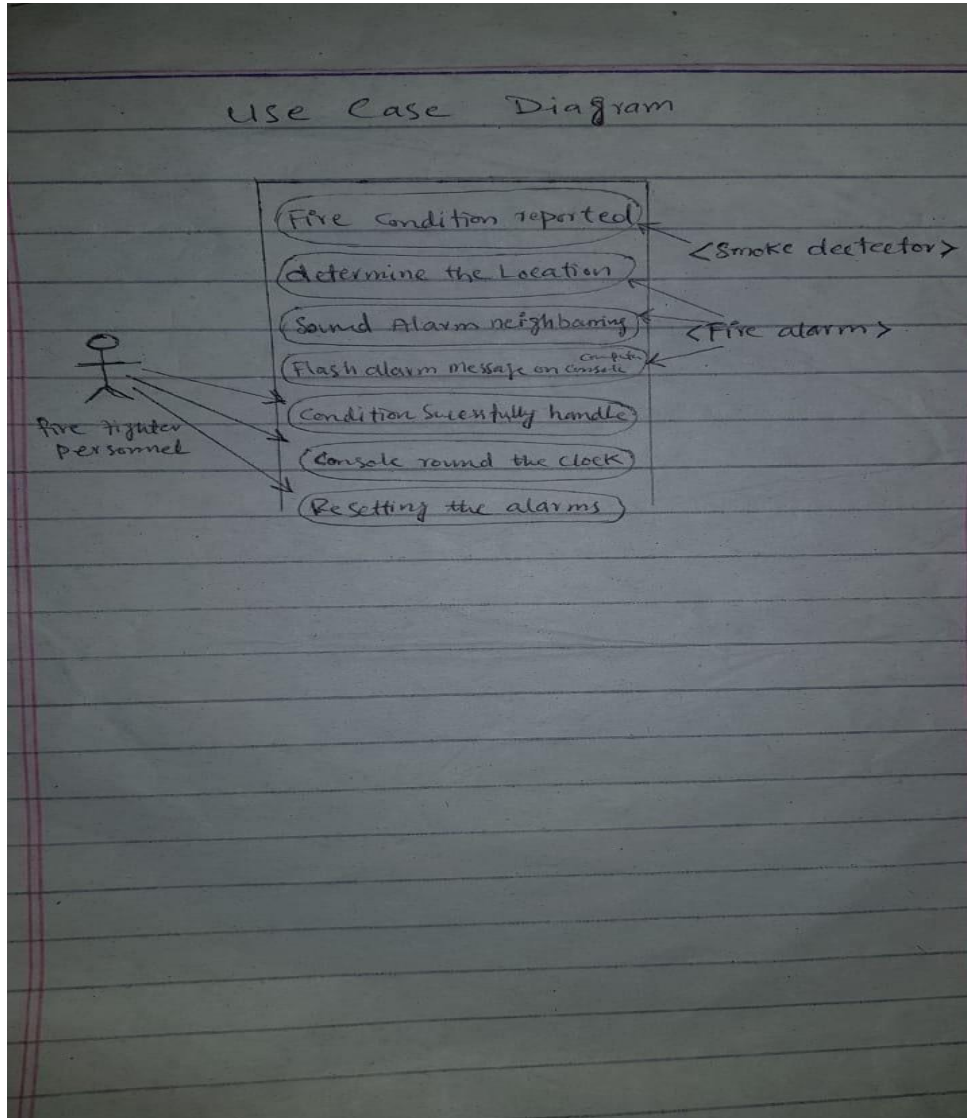 Use Case Diagram
Fire Condition reported
<Smoke deetector>
determine the Location
Sound Alarm neighbaring
<Fire alarm>
Flash alarm message on Computer Console
Condition Sucessfully handle
fire fighter
personnel
Console round the clock
Resetting the alarms